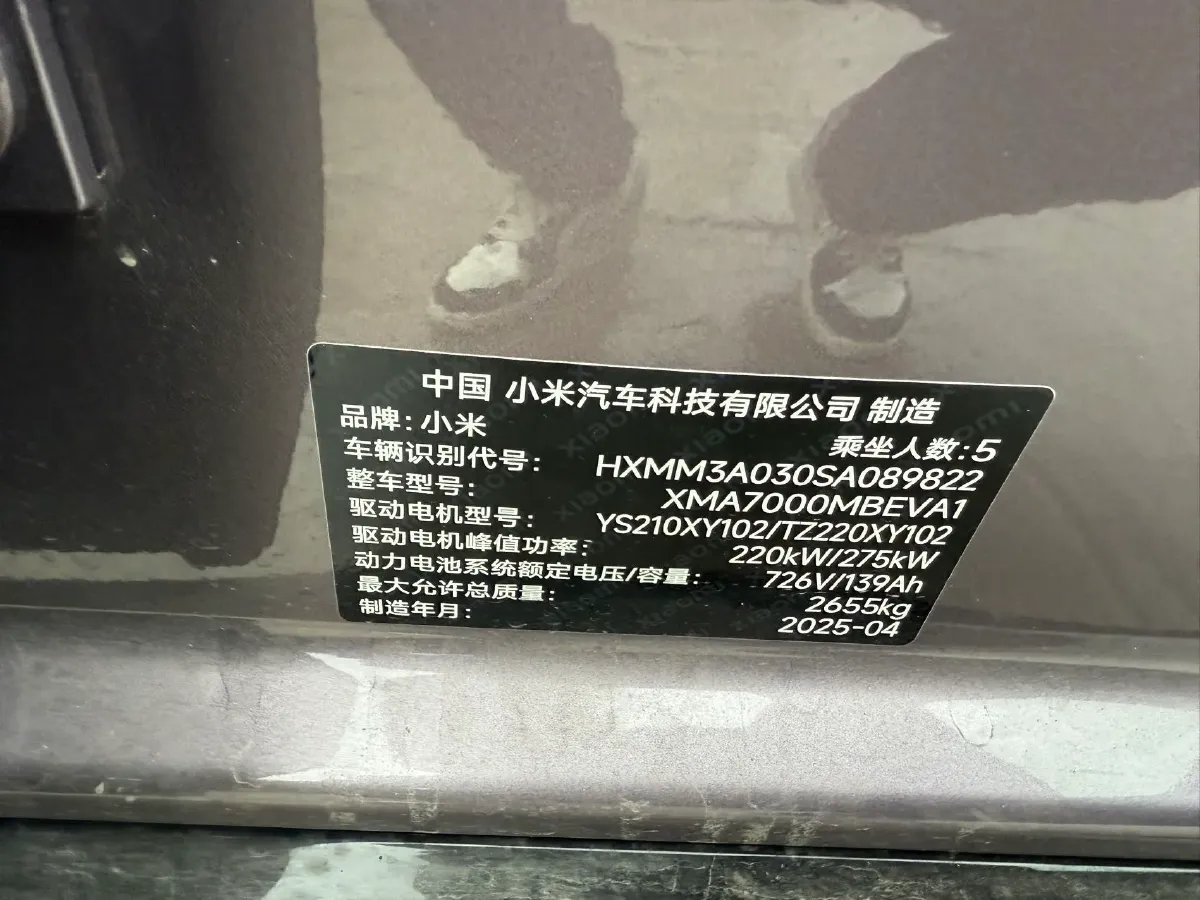 中国 小米汽车科技有限公司 制造
品牌：小米 乘坐人数：5
车辆识别代号： HXMM3A030SA089822
整车型号： XMA7000MBEVA1
驱动电机型号： YS210XY102/TZ220XY102
驱动电机峰值功率： 220kW/275kW
动力电池系统额定电压/容量： 726V/139Ah
最大允许总质量： 2655kg
制造年月： 2025-04